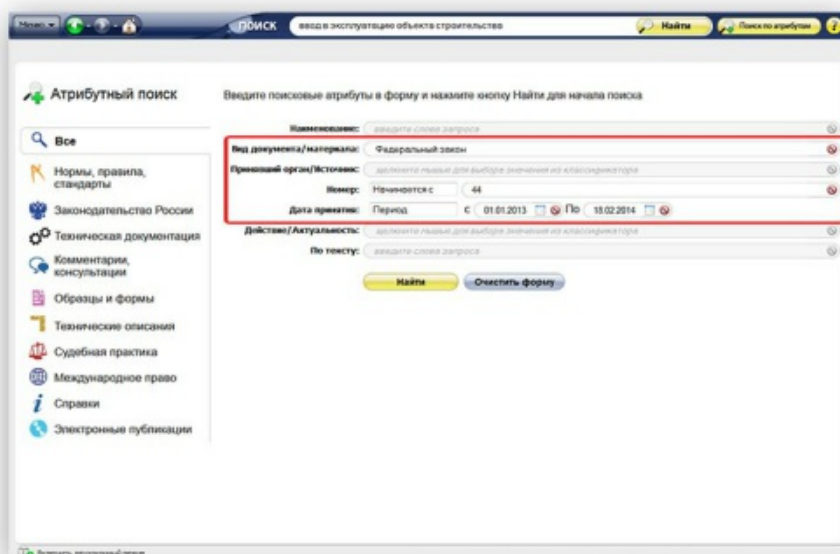 Меню
ПОИСК
ввод в эксплуатацию объекта строительства
Найти
Поиск по атрибутам
?
Атрибутный поиск
Введите поисковые атрибуты в форму и нажмите кнопку Найти для начала поиска
Все
Нормы, правила,
стандарты
Законодательство России
Техническая документация
Комментарии,
консультации
Образцы и формы
Технические описания
Судебная практика
Международное право
Справки
Электронные публикации
Наименование: введите слова запроса
Вид документа/материала: Федеральный закон
Принявший орган/Источник: щелкните мышью для выбора значения из классификатора
Номер: Начинается с 44
Дата принятия: Период с 01.01.2013 По 18.02.2014
Действие/Актуальность: щелкните мышью для выбора значения из классификатора
По тексту: введите слова запроса
Найти Очистить форму